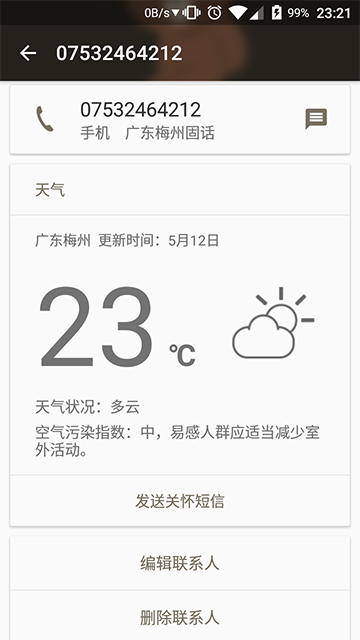 0B/s 99% 23:21
07532464212
07532464212
手机 广东梅州固话
天气
广东梅州 更新时间：5月12日
23 °C
天气状况：多云
空气污染指数：中，易感人群应适当减少室
外活动。
发送关怀短信
编辑联系人
删除联系人